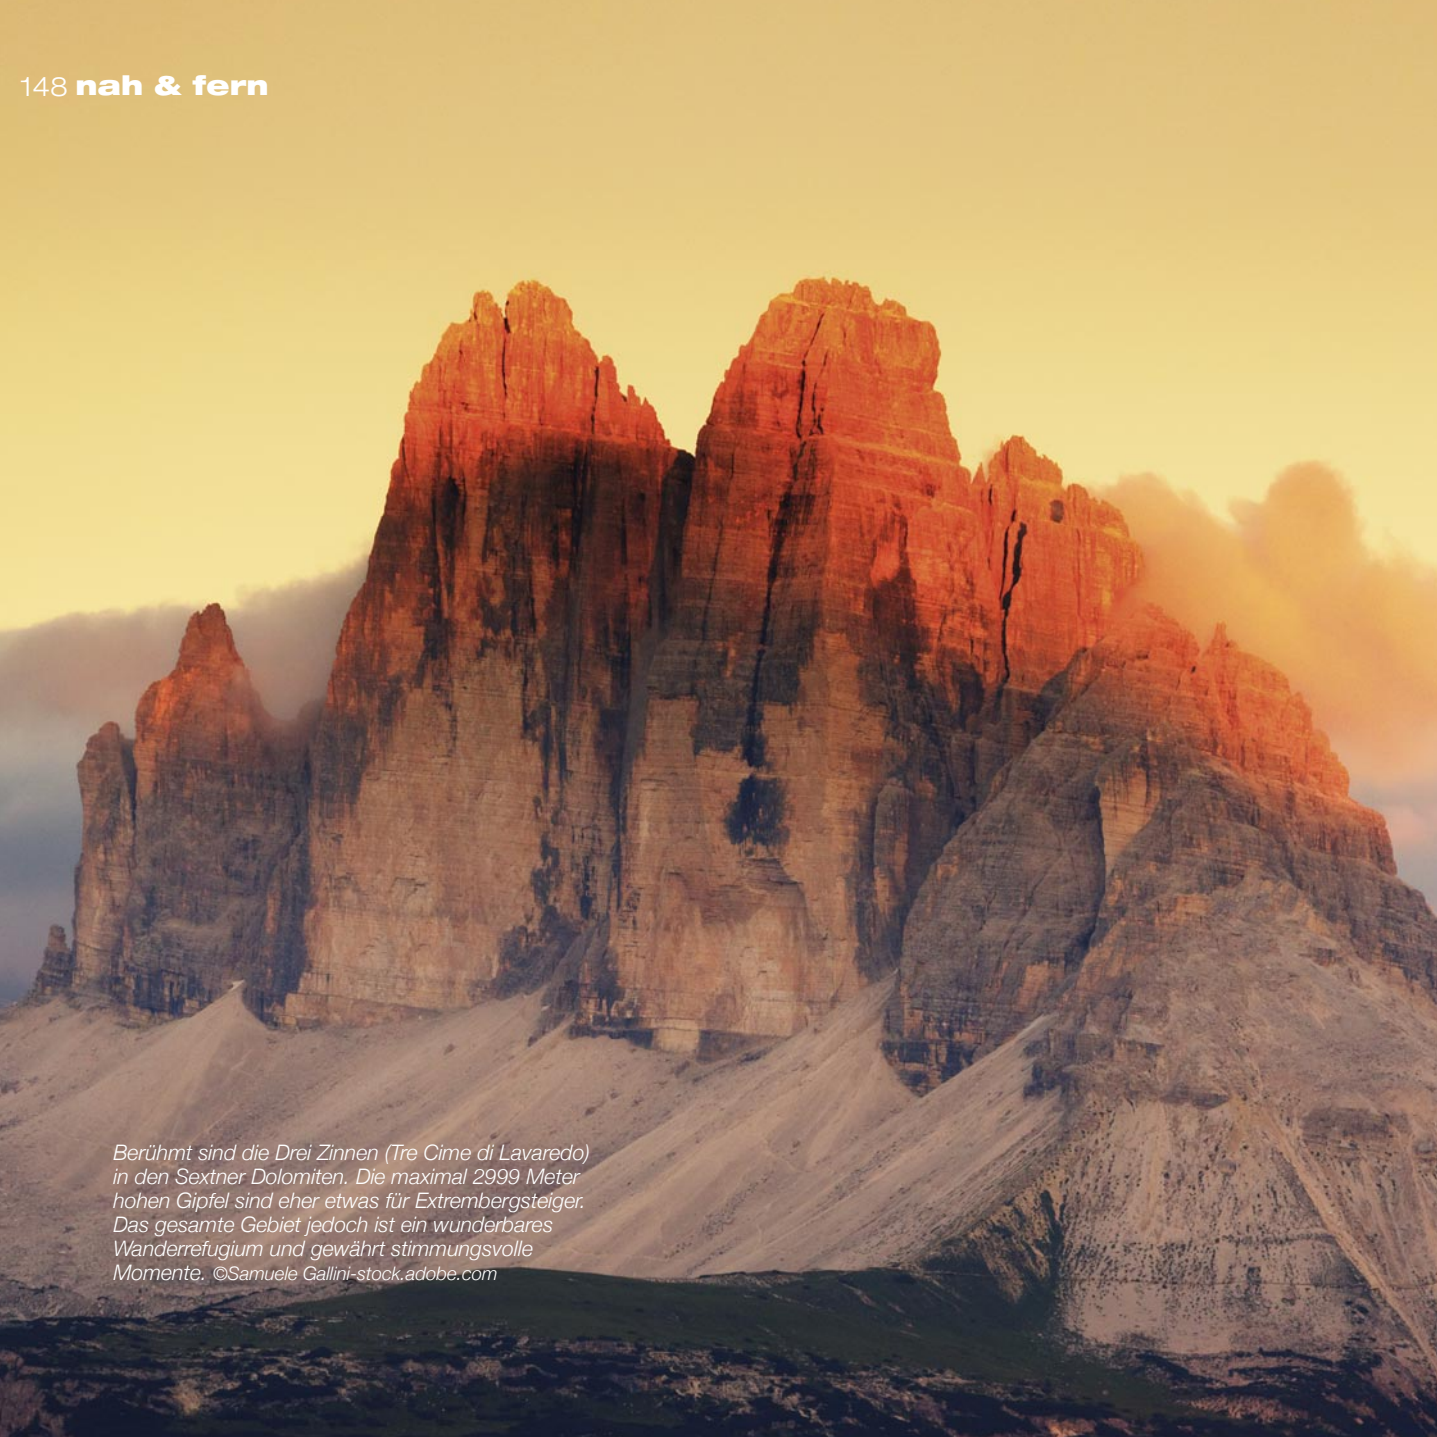 148 nah & fern
Berühmt sind die Drei Zinnen (Tre Cime di Lavaredo)
in den Sextner Dolomiten. Die maximal 2999 Meter
hohen Gipfel sind eher etwas für Extrembergsteiger.
Das gesamte Gebiet jedoch ist ein wunderbares
Wanderrefugium und gewährt stimmungsvolle
Momente. ©Samuele Gallini-stock.adobe.com